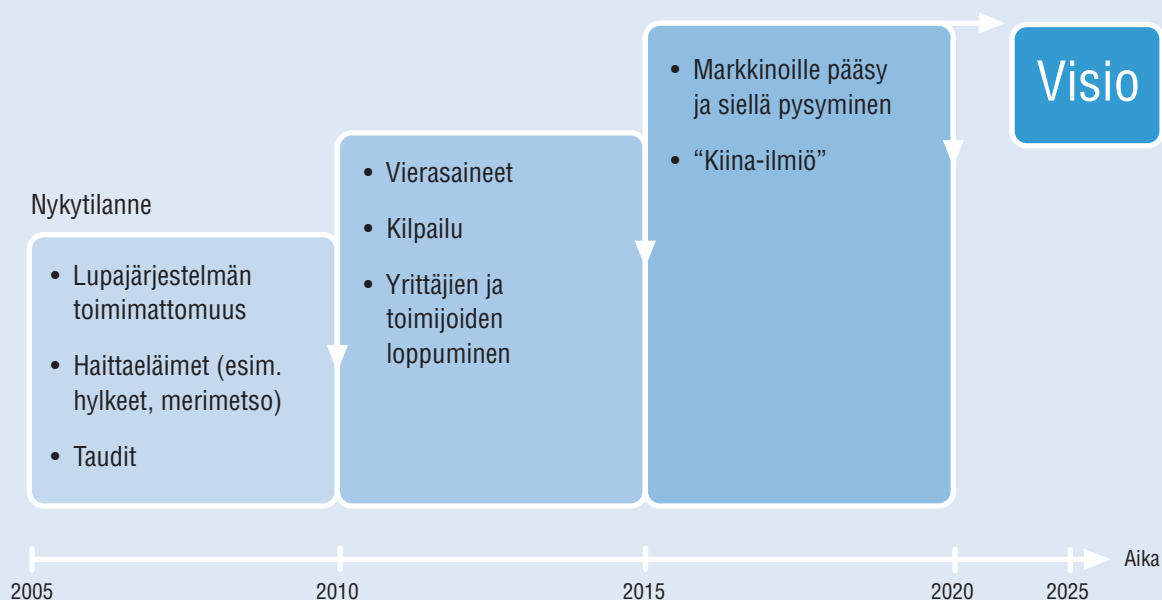 Nykytilanne
• Lupajärjestelmän
toimimattomuus
• Haittaeläimet (esim.
hylkeet, merimetso)
• Taudit
• Vierasaineet
• Kilpailu
• Yrittäjien ja
toimijoiden
loppuminen
• Markkinoille pääsy
ja siellä pysyminen
• “Kiina-ilmiö”
Visio
Aika
2005
2010
2015
2020
2025